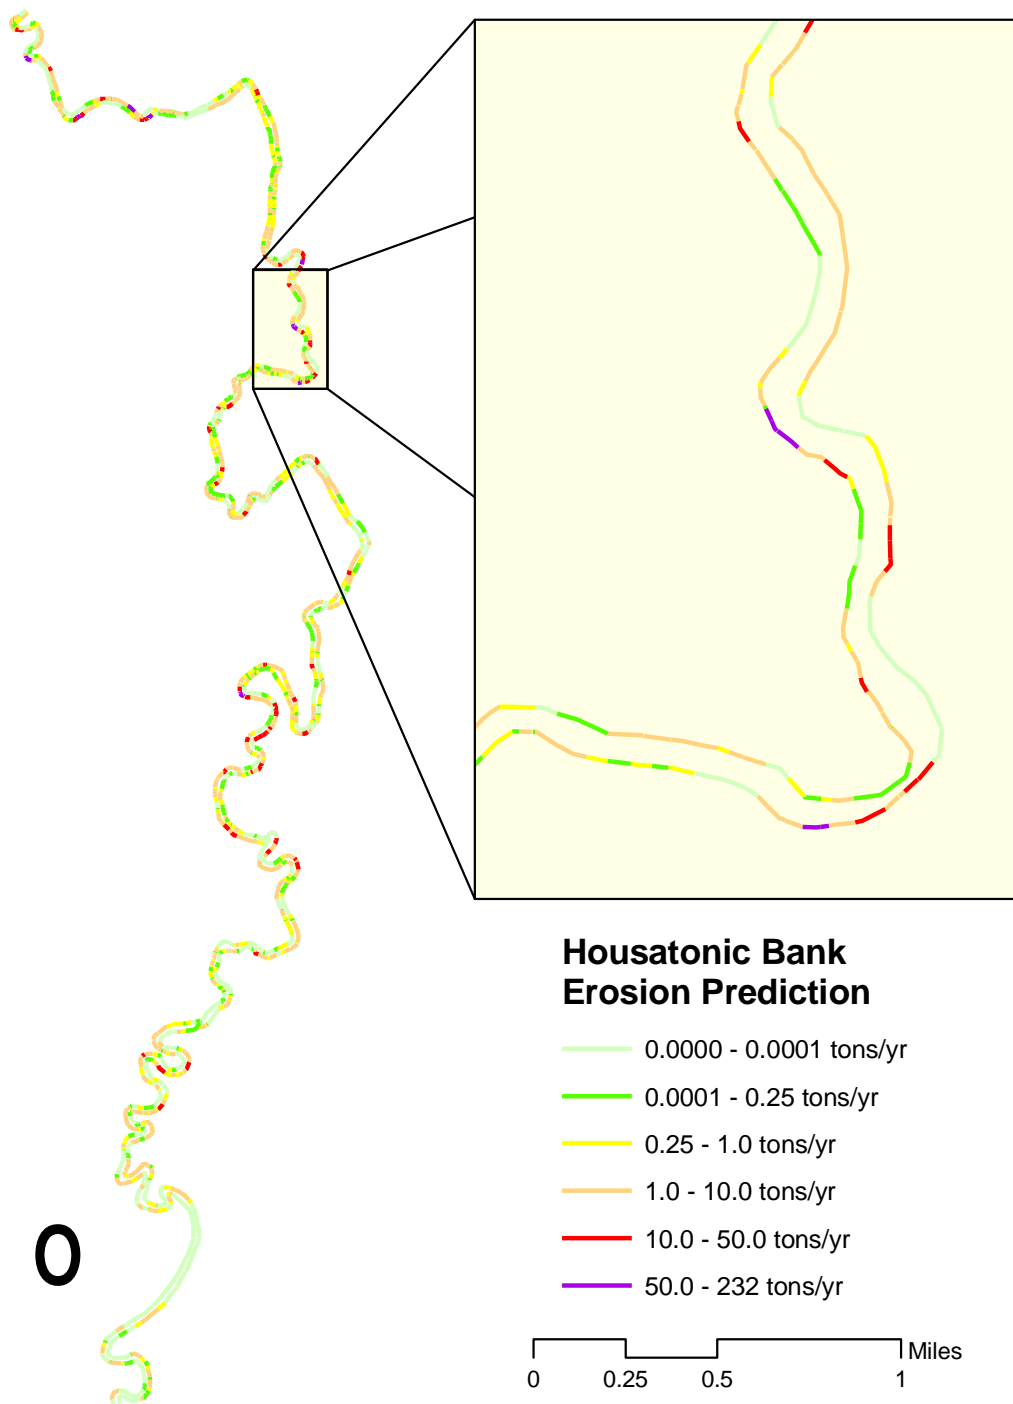 Housatonic Bank
Erosion Prediction
0.0000 - 0.0001 tons/yr
0.0001 - 0.25 tons/yr
0.25 - 1.0 tons/yr
1.0 - 10.0 tons/yr
10.0 - 50.0 tons/yr
50.0 - 232 tons/yr
O
Miles
0 0.25 0.5 1